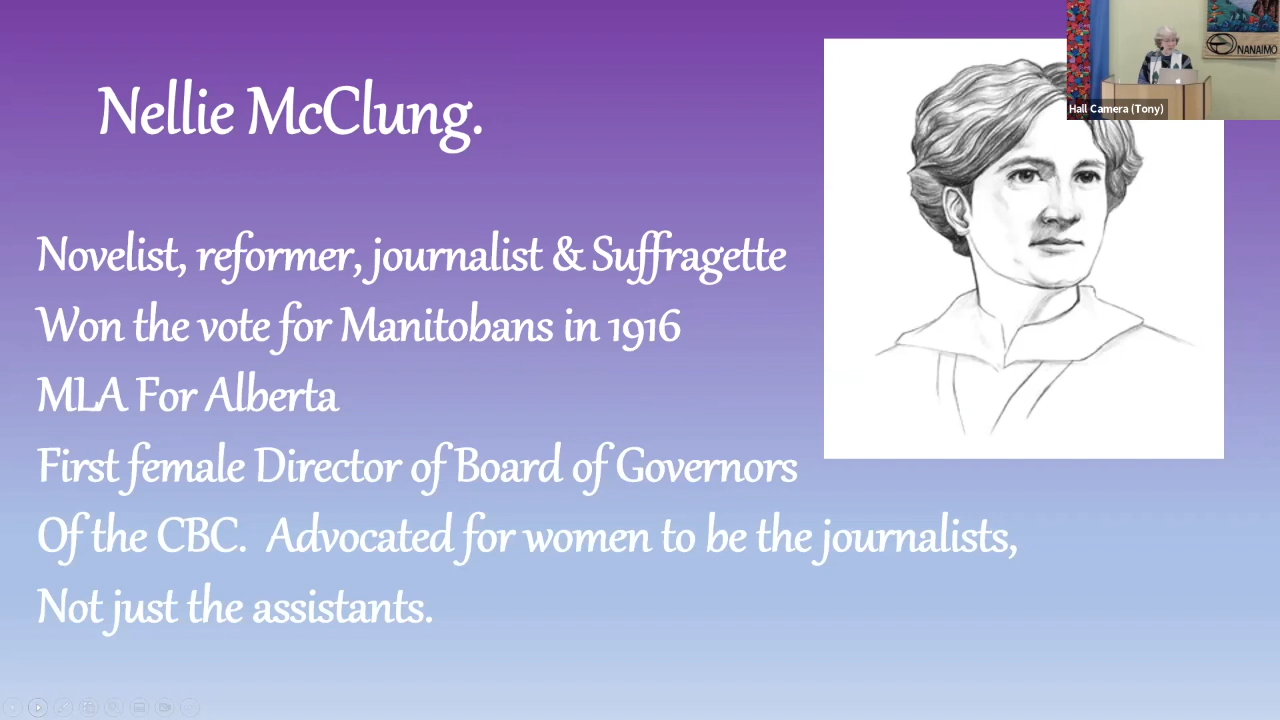 Nellie McClung.
Novelist, reformer, journalist & Suffragette
Won the vote for Manitobans in 1916
MLA For Alberta
First female Director of Board of Governors
Of the CBC. Advocated for women to be the journalists,
Not just the assistants.
NANAIMO
Hall Camera (Tony)